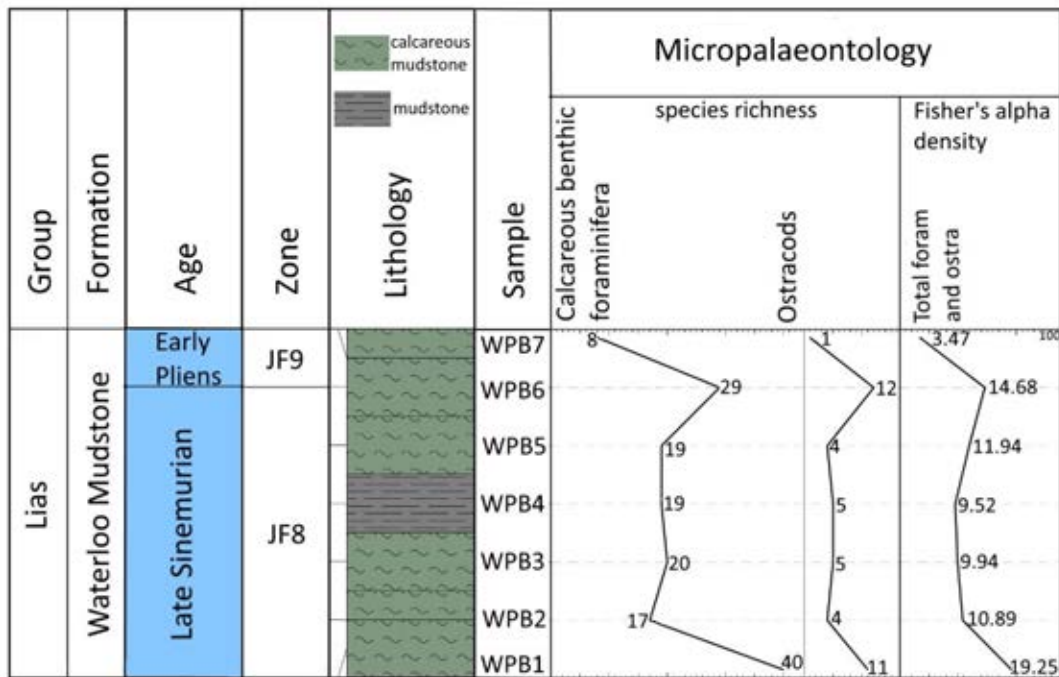 calcareous
mudstone
mudstone
Group
Formation
Age
Zone
Lithology
Sample
Micropalaeontology
species richness
Calcareous benthic
foraminifera
Ostracods
Fisher's alpha
density
Total foram
and ostra
Lias
Waterloo Mudstone
Early
Pliens
Late Sinemurian
JF9
JF8
WPB7 8 1 3.47 100
WPB6 29 12 14.68
WPB5 19 4 11.94
WPB4 19 5 9.52
WPB3 20 5 9.94
WPB2 17 4 10.89
WPB1 40 11 19.25